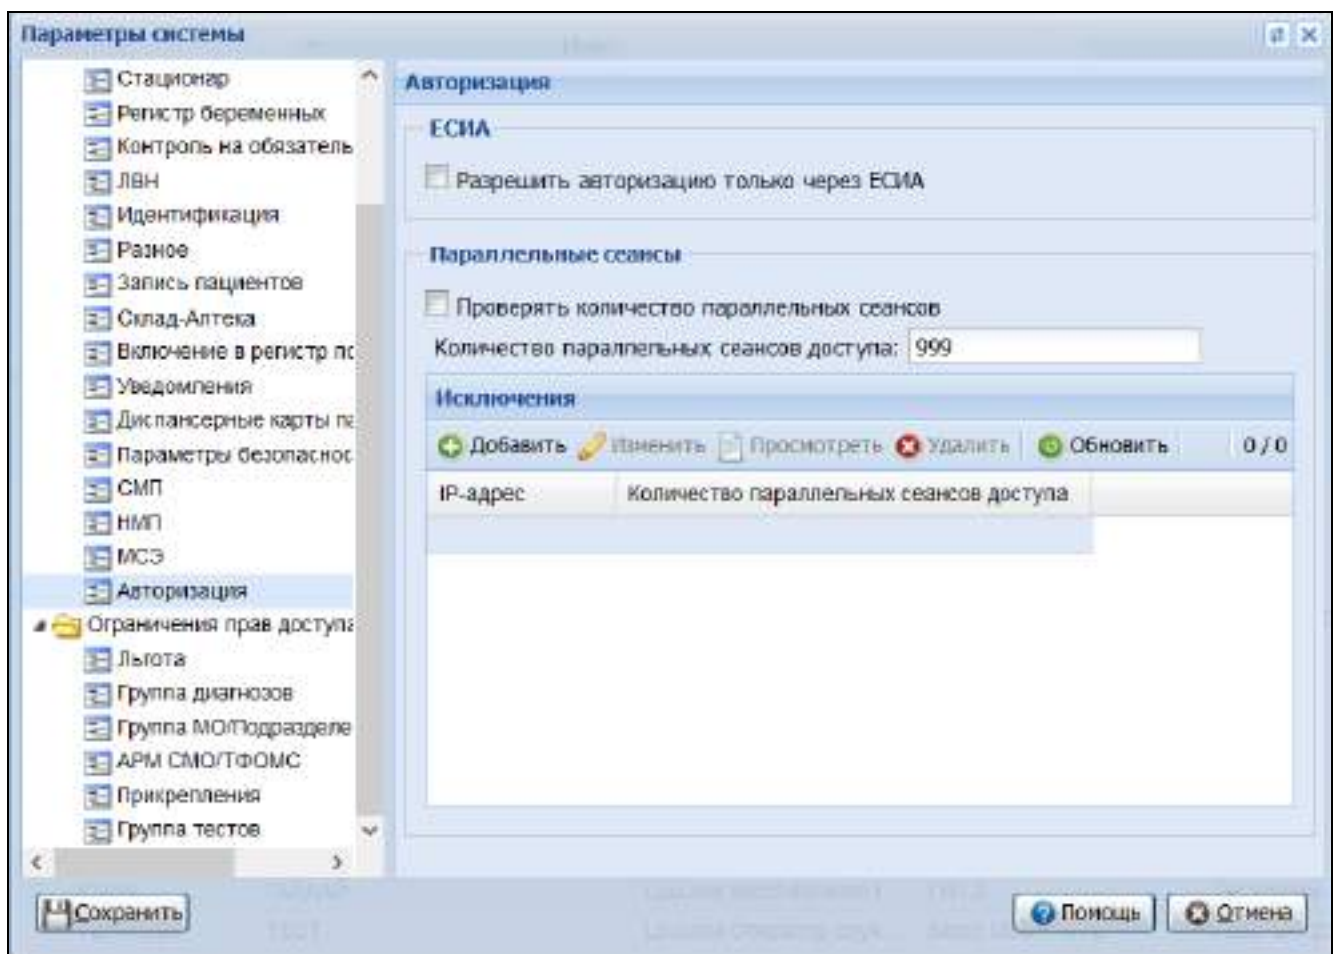 Параметры системы
Стационар
Регистр беременных
Контроль на обязатель
ЛВН
Идентификация
Разное
Запись пациентов
Склад-Аптека
Включение в регистр по
Уведомления
Диспансерные карты па
Параметры безопаснос
СМП
НМП
МСЭ
Авторизация
Ограничения прав доступа
Льгота
Группа диагнозов
Группа МО/Подразделе
АРМ СМО/ТФОМС
Прикрепления
Группа тестов
Авторизация
ЕСИА
Разрешить авторизацию только через ЕСИА
Параллельные сеансы
Проверять количество параллельных сеансов
Количество параллельных сеансов доступа: 999
Исключения
Добавить Изменить Просмотреть Удалить Обновить 0 / 0
IP-адрес Количество параллельных сеансов доступа
Сохранить Помощь Отмена